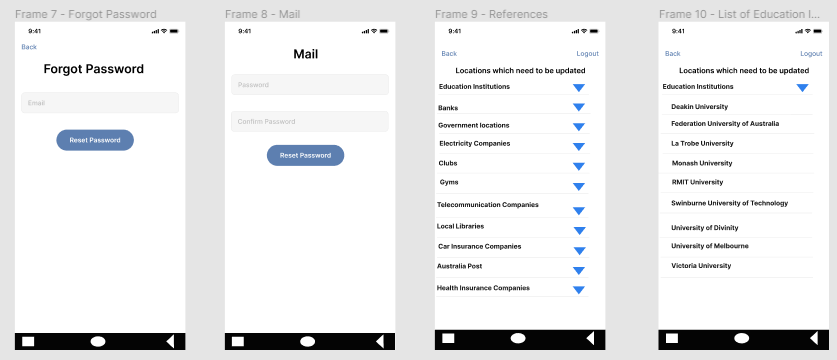 Frame 7 - Forgot Password
9:41
Back
Forgot Password
Email
Reset Password
Frame 8 - Mail
9:41
Mail
Password
Confirm Password
Reset Password
Frame 9 - References
9:41
Back
Logout
Locations which need to be updated
Education Institutions
Banks
Government locations
Electricity Companies
Clubs
Gyms
Telecommunication Companies
Local Libraries
Car Insurance Companies
Australia Post
Health Insurance Companies
Frame 10 - List of Education I...
9:41
Back
Logout
Locations which need to be updated
Education Institutions
Deakin University
Federation University of Australia
La Trobe University
Monash University
RMIT University
Swinburne University of Technology
University of Divinity
University of Melbourne
Victoria University